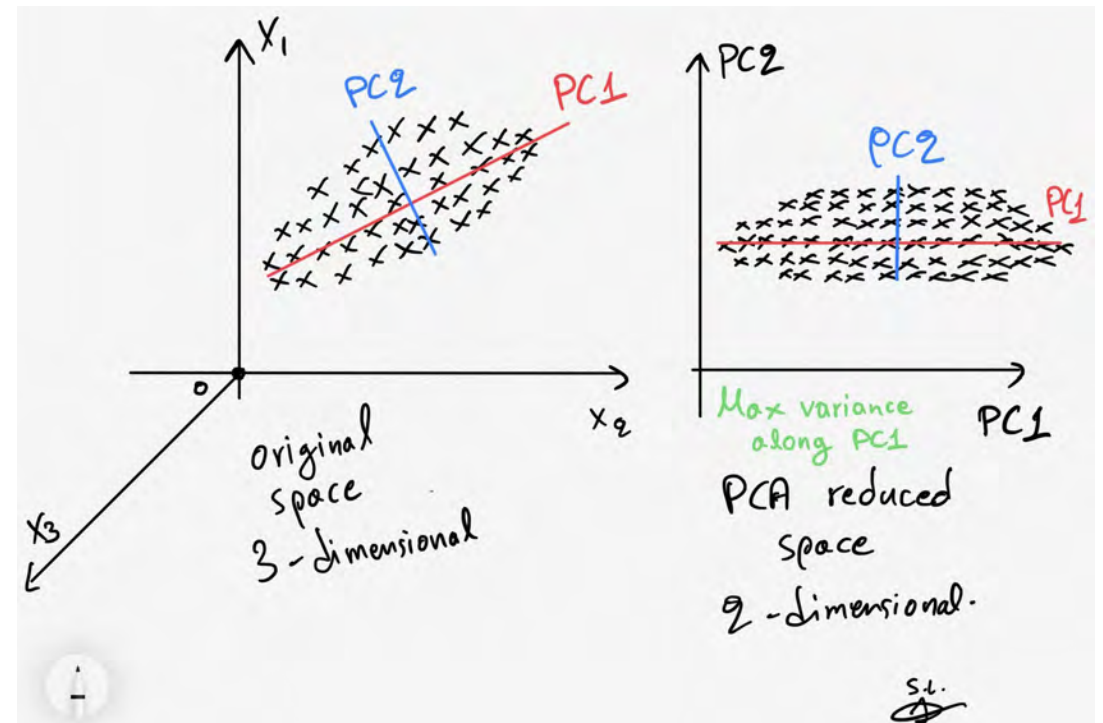 X₁
PC2
PC1
0
X₂
X₃
original
space
3-dimensional
PC2
PC2
PC1
PC1
Max variance
along PC1
PCA reduced
space
2-dimensional.
S.L.